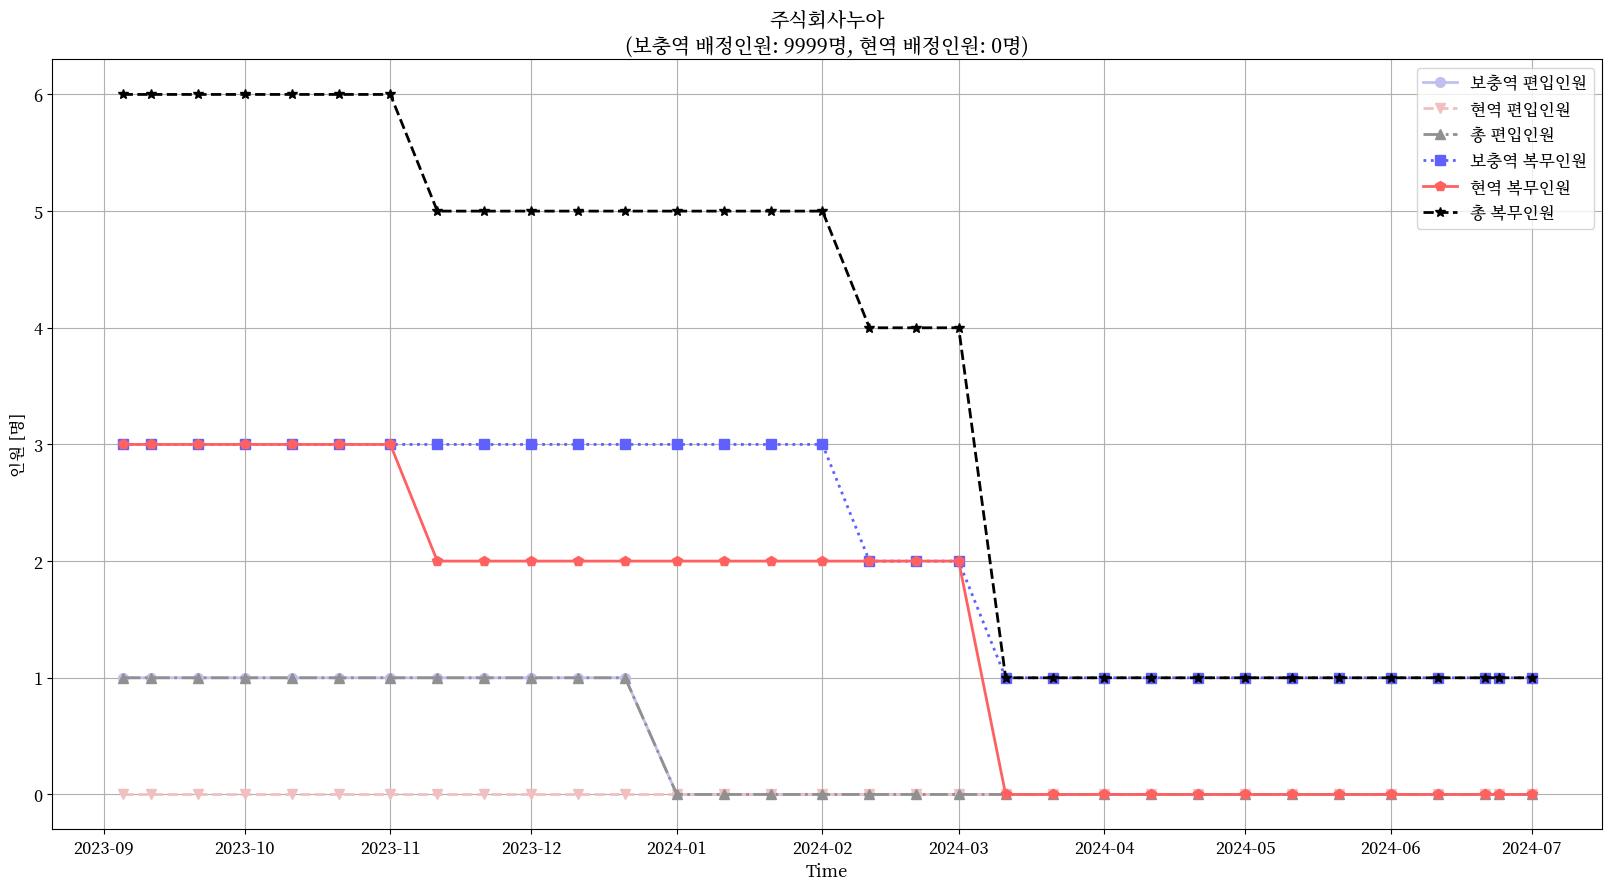 주식회사누아
(보충역 배정인원: 9999명, 현역 배정인원: 0명)
보충역 편입인원
현역 편입인원
총 편입인원
보충역 복무인원
현역 복무인원
총 복무인원
인원 [명]
6
5
4
3
2
1
0
2023-09 2023-10 2023-11 2023-12 2024-01 2024-02 2024-03 2024-04 2024-05 2024-06 2024-07
Time